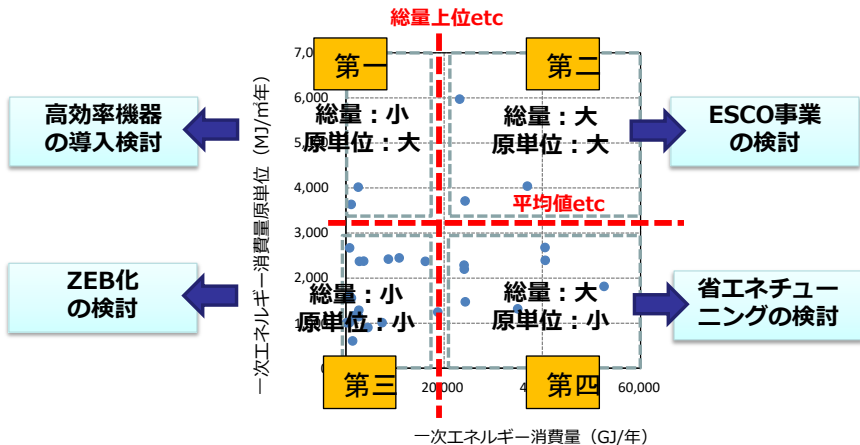 総量上位etc
第一
第二
7,0
6,000
5,000
4,000
3,000
2,000
0
20,000
60,000
高効率機器
の導入検討
総量：小
原単位：大
総量：大
原単位：大
ESCO事業
の検討
平均値etc
ZEB化
の検討
総量：小
原単位：小
総量：大
原単位：小
省エネチュー
ニングの検討
第三
第四
一次エネルギー消費量原単位（MJ/㎡年）
一次エネルギー消費量（GJ/年）